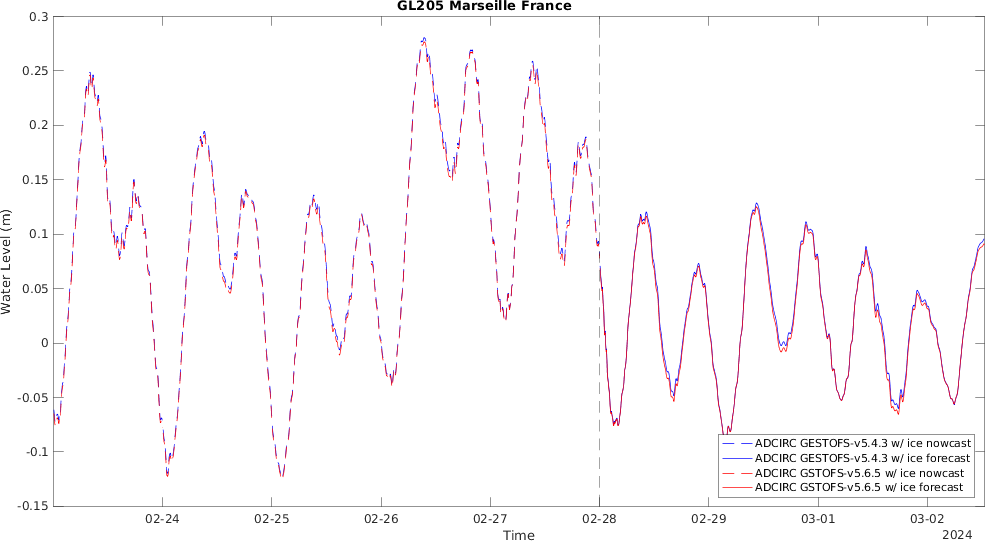 GL205 Marseille France
0.3
0.25
0.2
0.15
0.1
0.05
0
-0.05
-0.1
-0.15
Water Level (m)
02-24
02-25
02-26
02-27
02-28
02-29
03-01
03-02
Time
2024
ADCIRC GESTOFS-v5.4.3 w/ ice nowcast
ADCIRC GESTOFS-v5.4.3 w/ ice forecast
ADCIRC GSTOFS-v5.6.5 w/ ice nowcast
ADCIRC GSTOFS-v5.6.5 w/ ice forecast